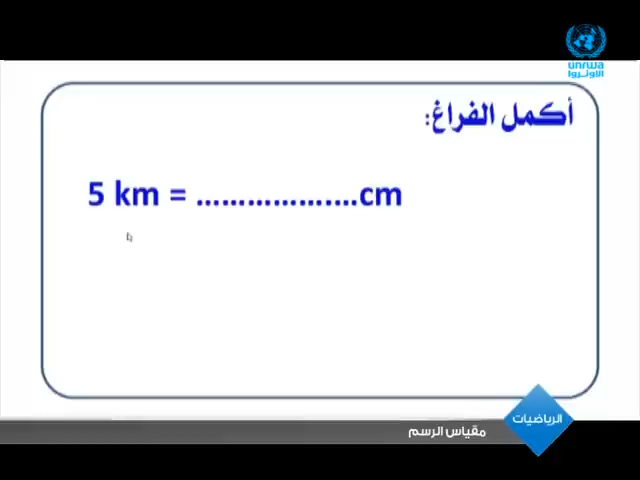 unrwa
الأونروا
أكمل الفراغ:
5 km = ...................cm
الرياضيات
مقياس الرسم